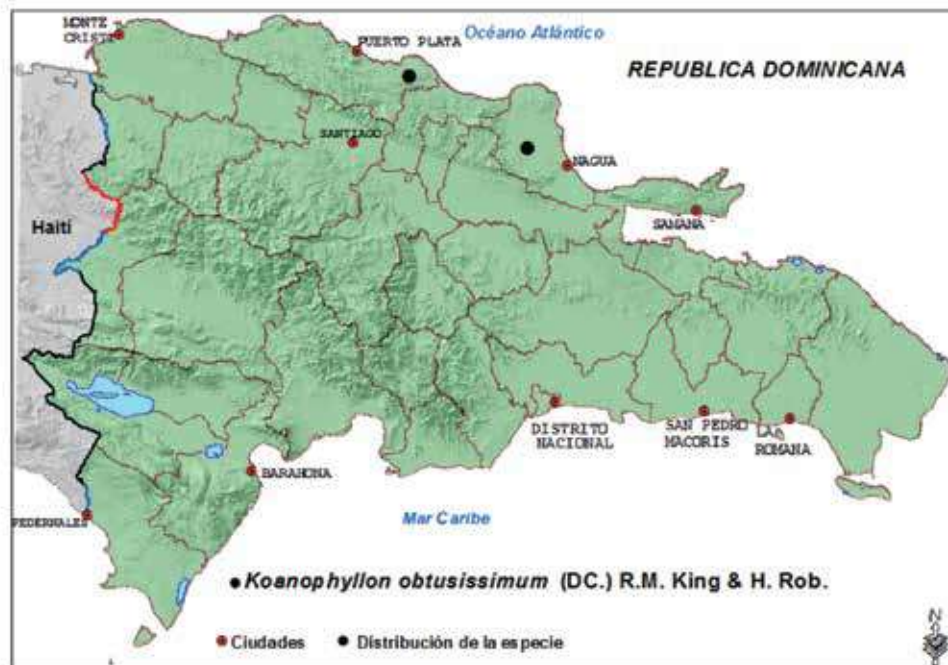 MONTE
CRISTI
PUERTO PLATA
Océano Atlántico
REPUBLICA DOMINICANA
SANTIAGO
NAGUA
SAMANA
Haití
DISTRITO
NACIONAL
SAN PEDRO
MACORIS
LA
ROMANA
BARAHONA
PEDERNALES
Mar Caribe
Koanophyllon obtusissimum (DC.) R.M. King & H. Rob.
Ciudades
Distribución de la especie
N